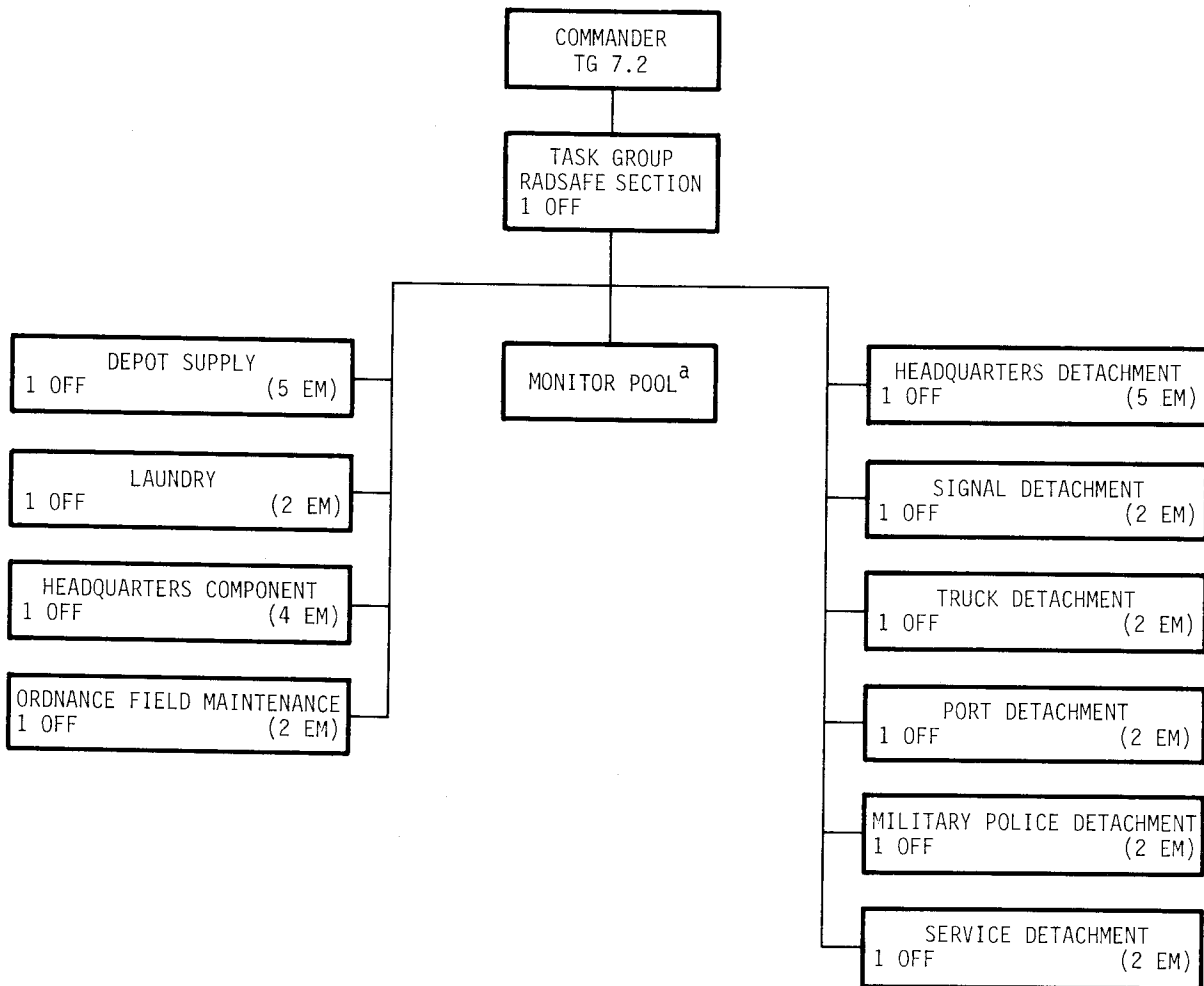 COMMANDER
TG 7.2
TASK GROUP
RADSAFE SECTION
1 OFF
MONITOR POOLa
DEPOT SUPPLY
1 OFF (5 EM)
LAUNDRY
1 OFF (2 EM)
HEADQUARTERS COMPONENT
1 OFF (4 EM)
ORDNANCE FIELD MAINTENANCE
1 OFF (2 EM)
HEADQUARTERS DETACHMENT
1 OFF (5 EM)
SIGNAL DETACHMENT
1 OFF (2 EM)
TRUCK DETACHMENT
1 OFF (2 EM)
PORT DETACHMENT
1 OFF (2 EM)
MILITARY POLICE DETACHMENT
1 OFF (2 EM)
SERVICE DETACHMENT
1 OFF (2 EM)